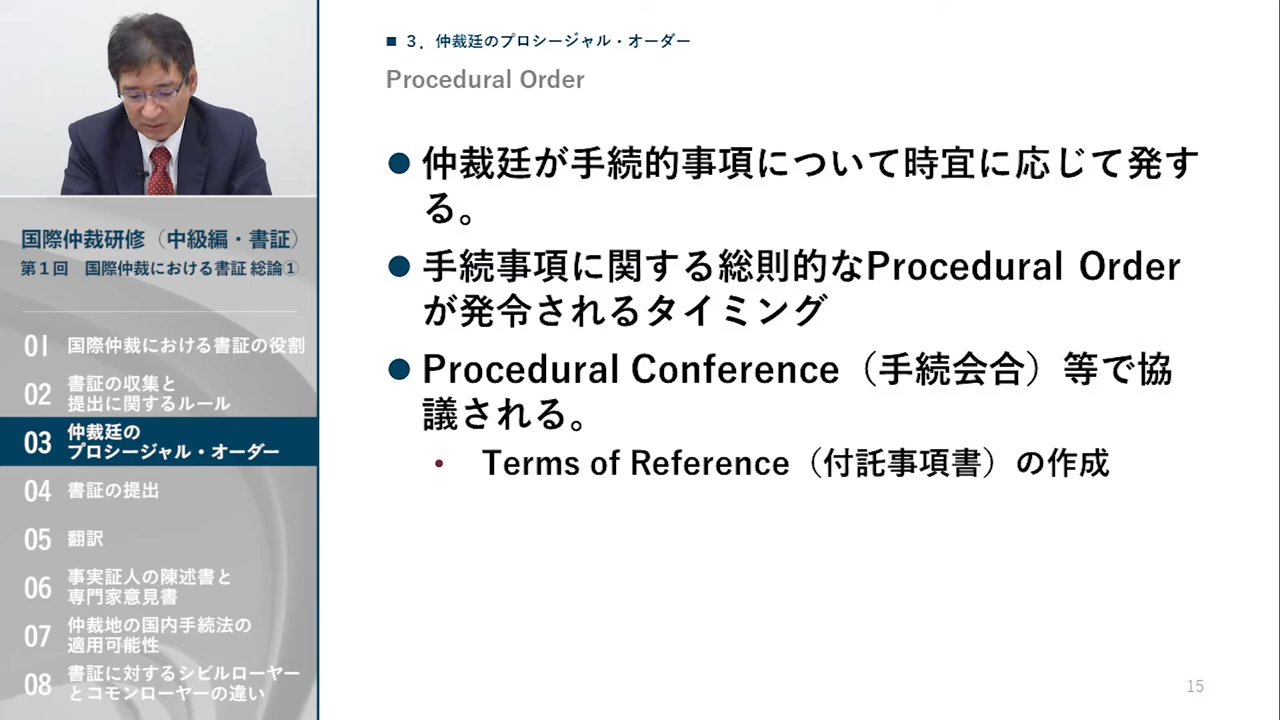 国際仲裁研修（中級編・書証）
第１回　国際仲裁における書証 総論①
01 国際仲裁における書証の役割
02 書証の収集と
提出に関するルール
03 仲裁廷の
プロシージャル・オーダー
04 書証の提出
05 翻訳
06 事実証人の陳述書と
専門家意見書
07 仲裁地の国内手続法の
適用可能性
08 書証に対するシビルローヤー
とコモンローヤーの違い
■ ３．仲裁廷のプロシージャル・オーダー
Procedural Order
● 仲裁廷が手続的事項について時宜に応じて発す
る。
● 手続事項に関する総則的なProcedural Order
が発令されるタイミング
● Procedural Conference（手続会合）等で協
議される。
• Terms of Reference（付託事項書）の作成
15